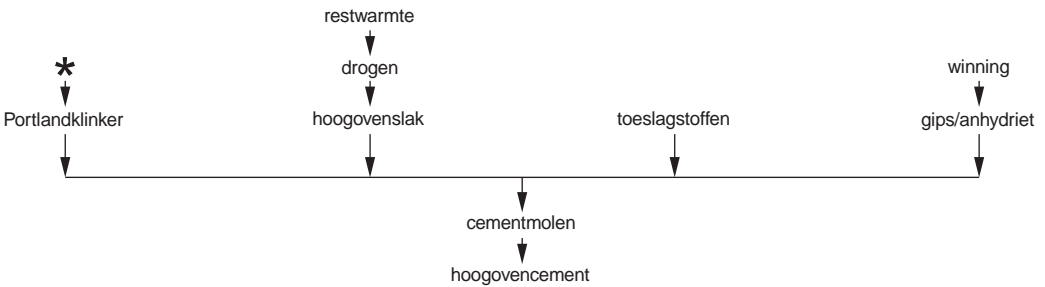 restwarmte
* drogen winning
Portlandklinker hoogovenslak toeslagstoffen gips/anhydriet
cementmolen
hoogovencement